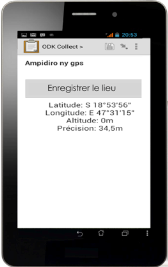 20:53
ODK Collect »
Ampidiro ny gps
Enregistrer le lieu
Latitude: S 18°53'56"
Longitude: E 47°31'15"
Altitude: 0m
Précision: 34,5m